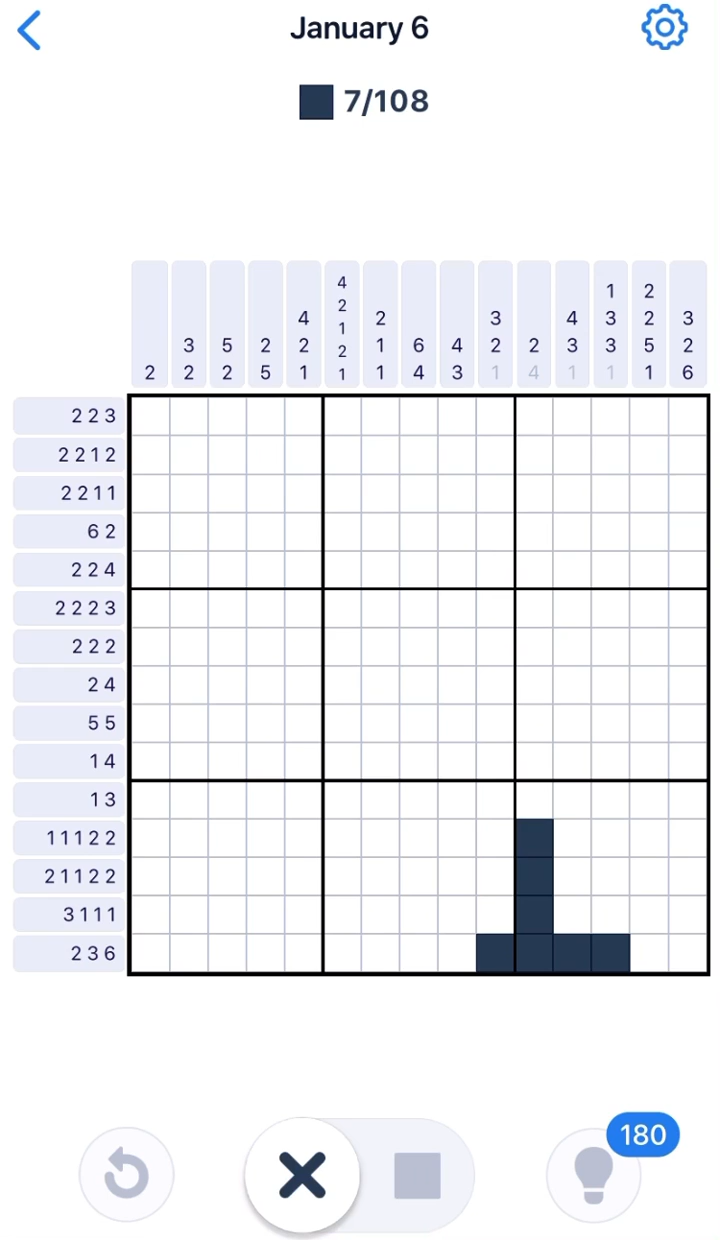 January 6
7/108
2
3 2
5 2
2 5
4 2 1
4 2 1 2 1
2 1 1
6 4
4 3
3 2 1
2 4
4 3 1
1 3 3 1
2 2 5 1
3 2 6
2 2 3
2 2 1 2
2 2 1 1
6 2
2 2 4
2 2 2 3
2 2 2
2 4
5 5
1 4
1 3
1 1 1 2 2
2 1 1 2 2
3 1 1 1
2 3 6
180